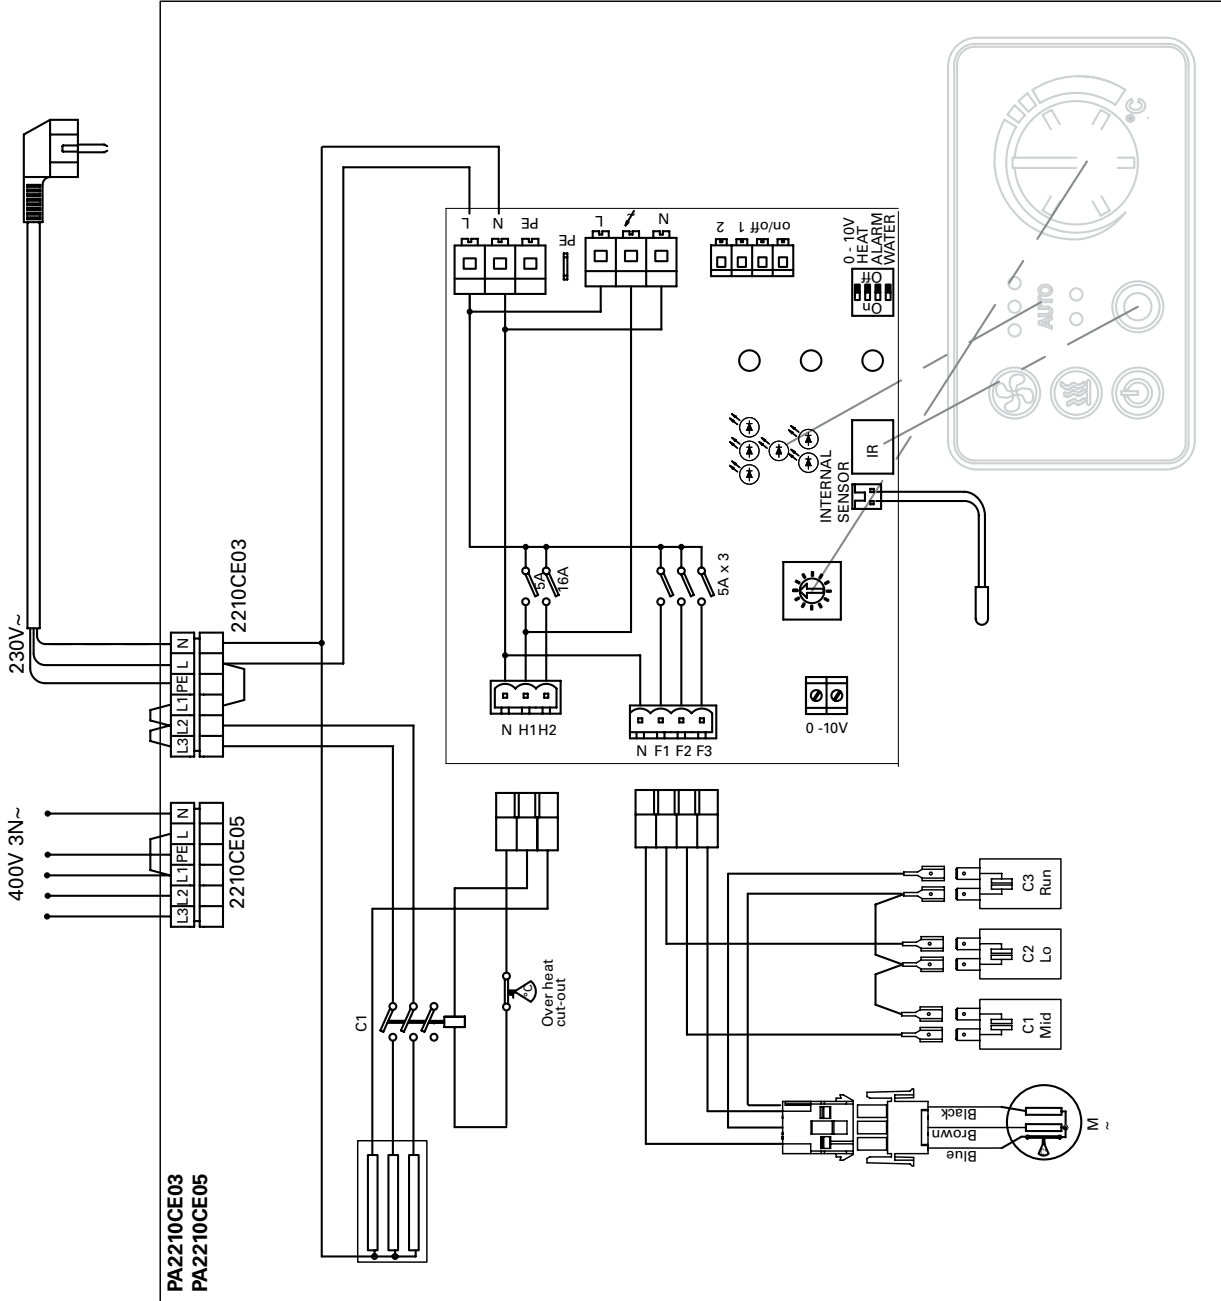 PA2210CE03
PA2210CE05
230V~
400V 3N~
L3 L2 L1 PE L N
2210CE03
L3 L2 L1 PE L N
2210CE05
L
N
PE
PE
L
N
2
1
on/off
0 - 10V
HEAT
ALARM
WATER
Off
On
°C
AUTO
IR
INTERNAL
SENSOR
5A
16A
5A x 3
N H1 H2
N F1 F2 F3
0 -10V
C1
°C
Over heat
cut-out
C3
Run
C2
Lo
C1
Mid
Black
Brown
Blue
M
~